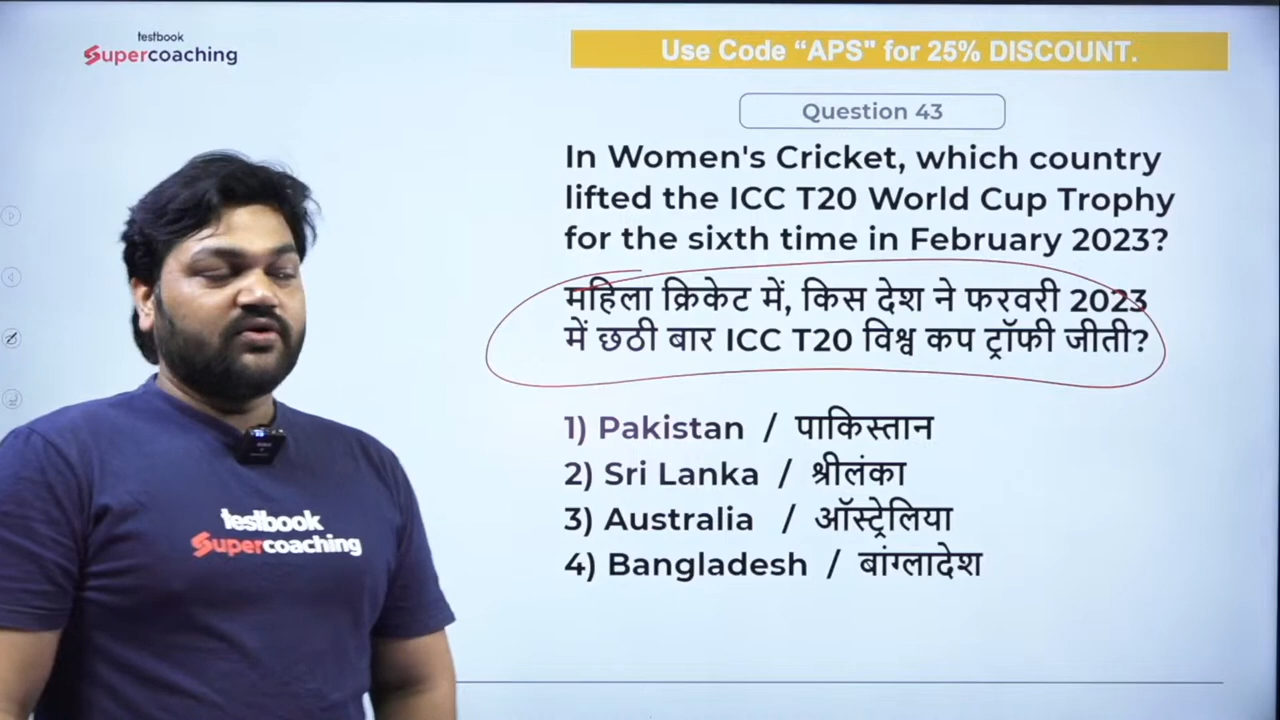 testbook
Supercoaching
Use Code “APS" for 25% DISCOUNT.
Question 43
In Women's Cricket, which country
lifted the ICC T20 World Cup Trophy
for the sixth time in February 2023?
महिला क्रिकेट में, किस देश ने फरवरी 2023
में छठी बार ICC T20 विश्व कप ट्रॉफी जीती?
1) Pakistan / पाकिस्तान
2) Sri Lanka / श्रीलंका
3) Australia / ऑस्ट्रेलिया
4) Bangladesh / बांग्लादेश
testbook
Supercoaching